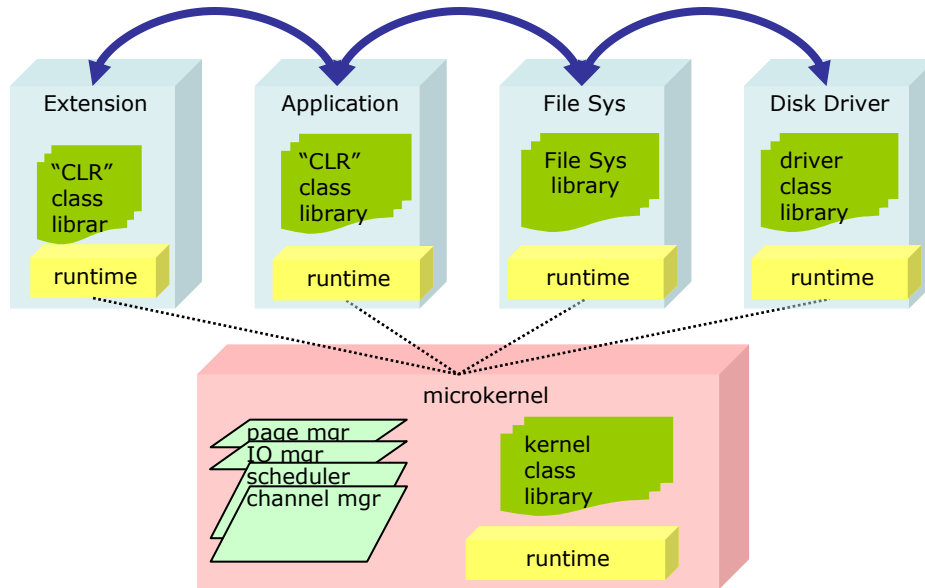 Extension
Application
File Sys
Disk Driver
“CLR”
class
librar
“CLR”
class
library
File Sys
library
driver
class
library
runtime
runtime
runtime
runtime
microkernel
page mgr
IO mgr
scheduler
channel mgr
kernel
class
library
runtime